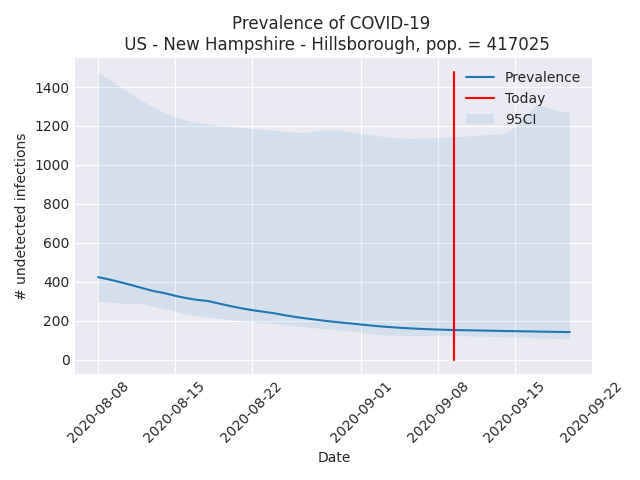 Prevalence of COVID-19
US - New Hampshire - Hillsborough, pop. = 417025
Prevalence
Today
95CI
# undetected infections
1400
1200
1000
800
600
400
200
0
2020-08-08
2020-08-15
2020-08-22
2020-09-01
2020-09-08
2020-09-15
2020-09-22
Date